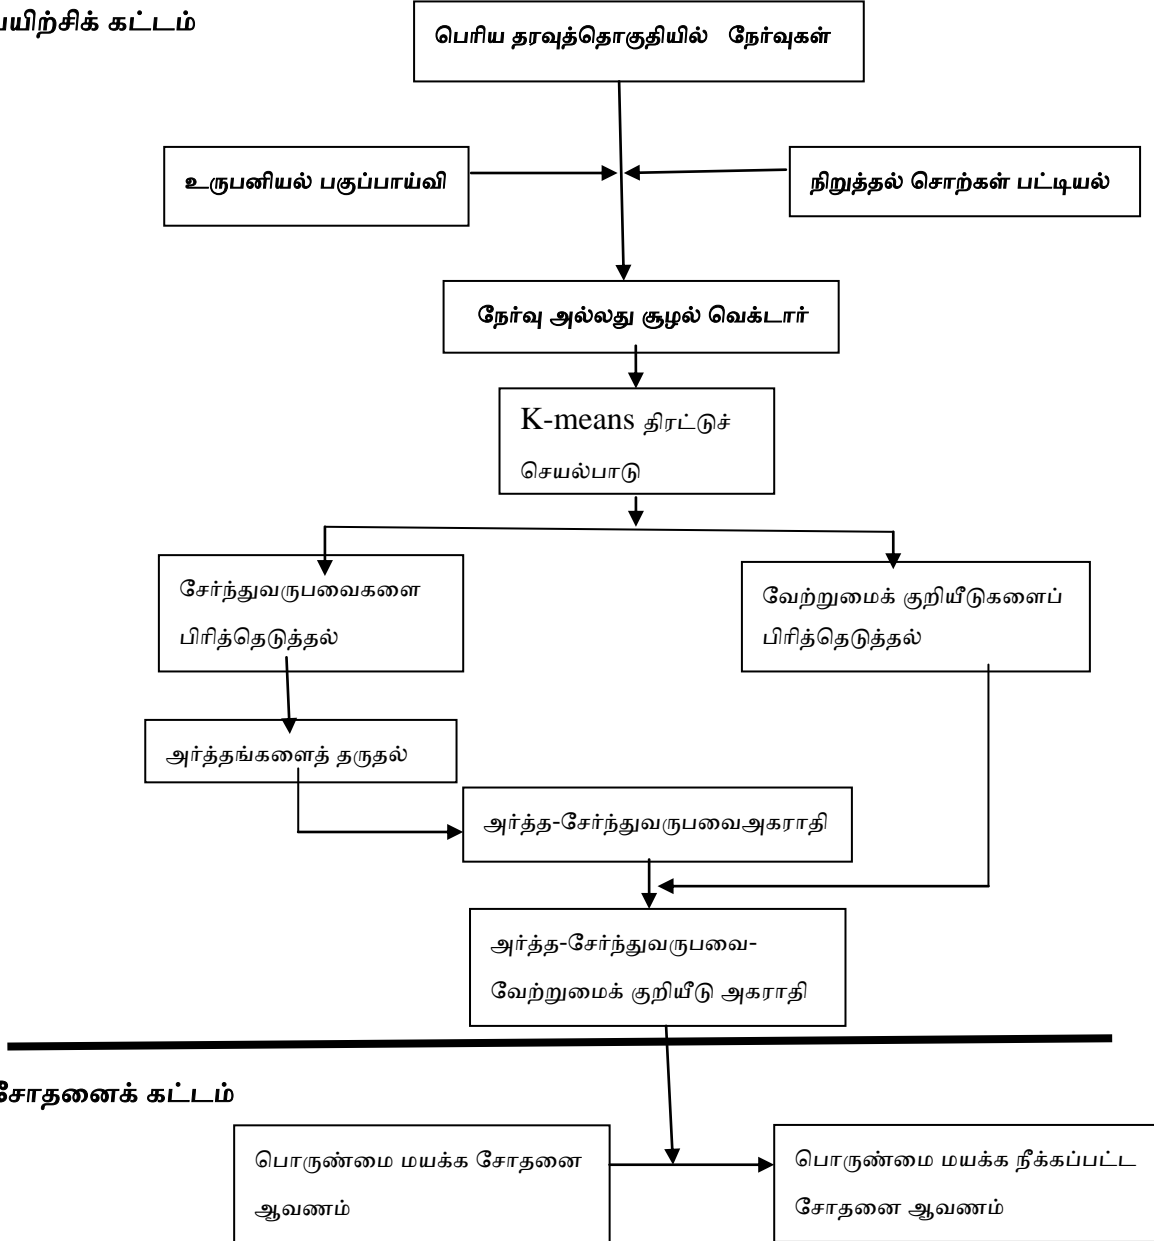 பயிற்சிக் கட்டம்
பெரிய தரவுத்தொகுதியில் நேர்வுகள்
உருபனியல் பகுப்பாய்வி
நிறுத்தல் சொற்கள் பட்டியல்
நேர்வு அல்லது சூழல் வெக்டார்
K-means திரட்டுச்
செயல்பாடு
சேர்ந்துவருபவைகளை
பிரித்தெடுத்தல்
வேற்றுமைக் குறியீடுகளைப்
பிரித்தெடுத்தல்
அர்த்தங்களைத் தருதல்
அர்த்த-சேர்ந்துவருபவைஅகராதி
அர்த்த-சேர்ந்துவருபவை-
வேற்றுமைக் குறியீடு அகராதி
சோதனைக் கட்டம்
பொருண்மை மயக்க சோதனை
ஆவணம்
பொருண்மை மயக்க நீக்கப்பட்ட
சோதனை ஆவணம்